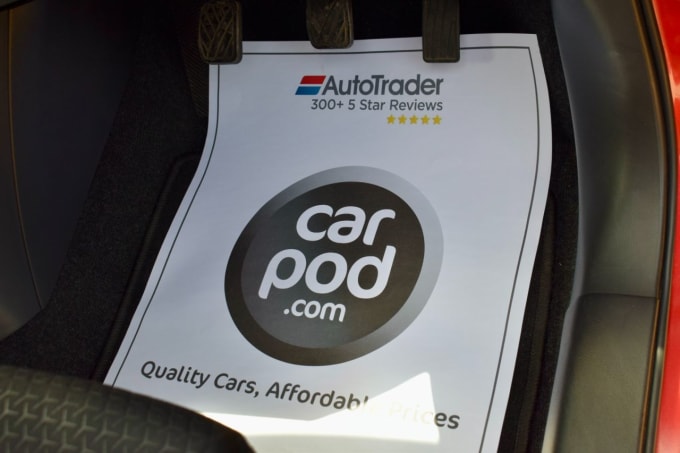 AutoTrader
300+ 5 Star Reviews
car
pod
.com
Quality Cars, Affordable Prices